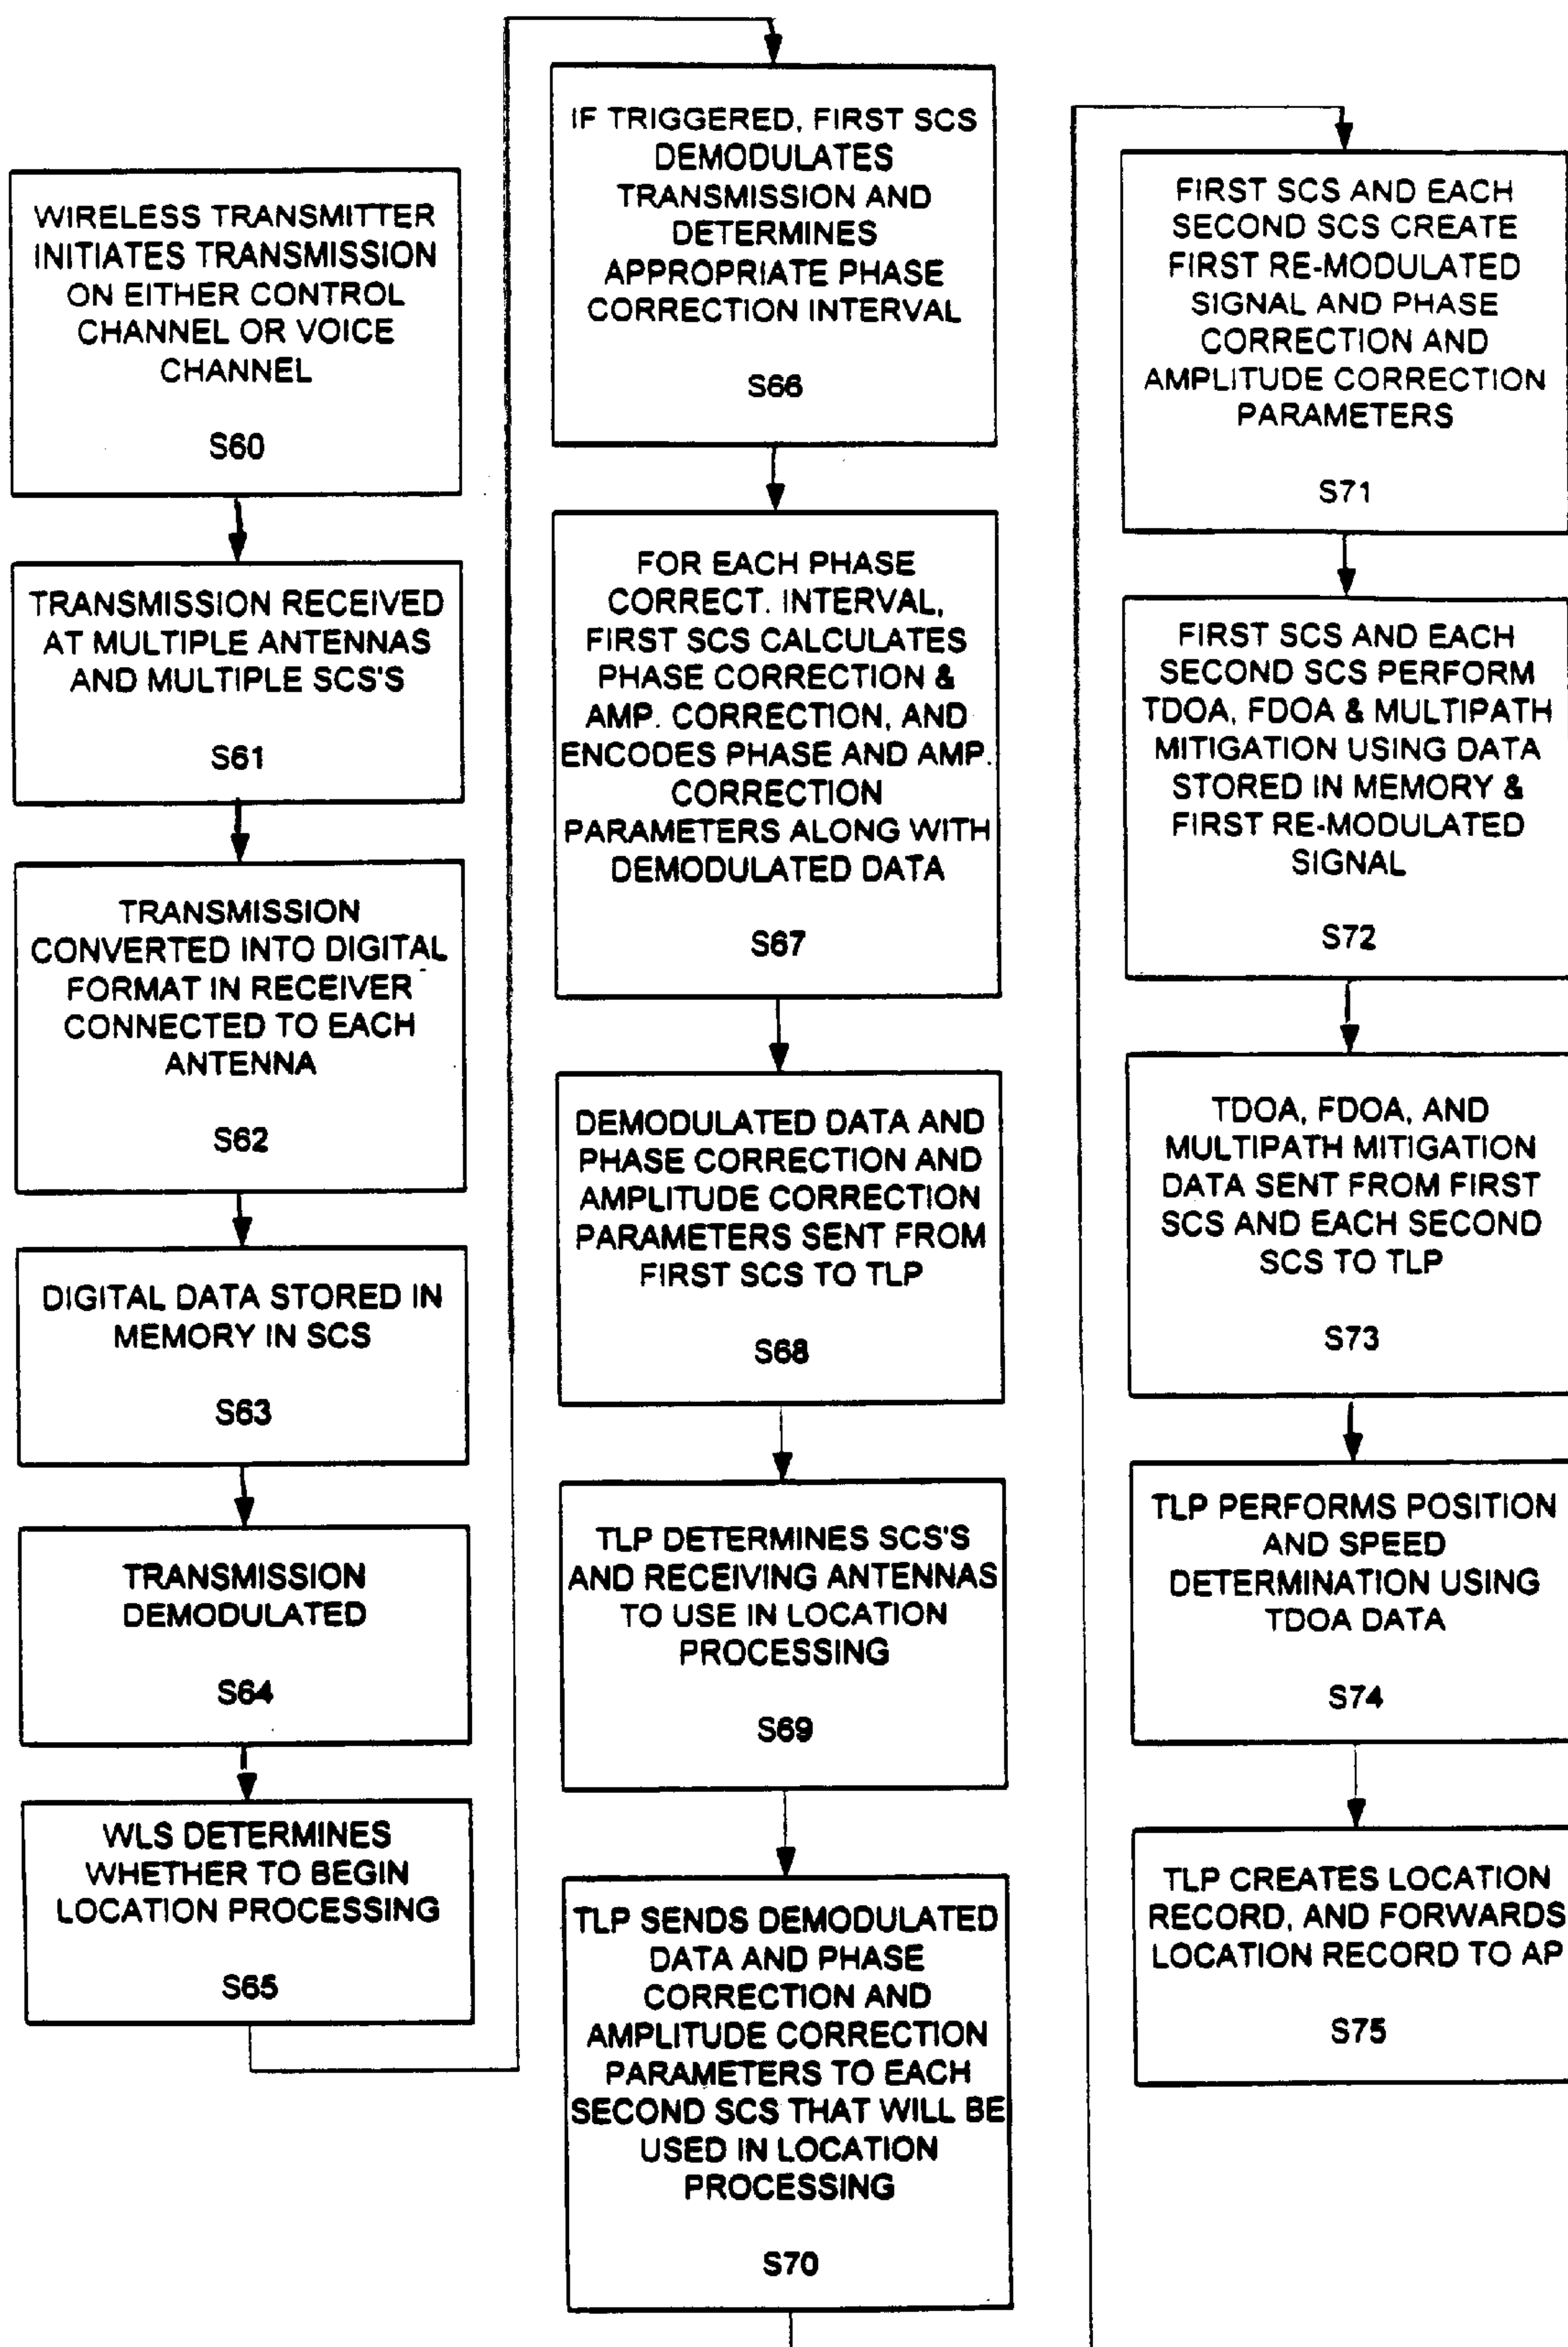 WIRELESS TRANSMITTER
INITIATES TRANSMISSION
ON EITHER CONTROL
CHANNEL OR VOICE
CHANNEL
S60
TRANSMISSION RECEIVED
AT MULTIPLE ANTENNAS
AND MULTIPLE SCS'S
S61
TRANSMISSION
CONVERTED INTO DIGITAL
FORMAT IN RECEIVER
CONNECTED TO EACH
ANTENNA
S62
DIGITAL DATA STORED IN
MEMORY IN SCS
S63
TRANSMISSION
DEMODULATED
S64
WLS DETERMINES
WHETHER TO BEGIN
LOCATION PROCESSING
S65
IF TRIGGERED, FIRST SCS
DEMODULATES
TRANSMISSION AND
DETERMINES
APPROPRIATE PHASE
CORRECTION INTERVAL
S66
FOR EACH PHASE
CORRECT. INTERVAL,
FIRST SCS CALCULATES
PHASE CORRECTION &
AMP. CORRECTION, AND
ENCODES PHASE AND AMP.
CORRECTION
PARAMETERS ALONG WITH
DEMODULATED DATA
S67
DEMODULATED DATA AND
PHASE CORRECTION AND
AMPLITUDE CORRECTION
PARAMETERS SENT FROM
FIRST SCS TO TLP
S68
TLP DETERMINES SCS'S
AND RECEIVING ANTENNAS
TO USE IN LOCATION
PROCESSING
S69
TLP SENDS DEMODULATED
DATA AND PHASE
CORRECTION AND
AMPLITUDE CORRECTION
PARAMETERS TO EACH
SECOND SCS THAT WILL BE
USED IN LOCATION
PROCESSING
S70
FIRST SCS AND EACH
SECOND SCS CREATE
FIRST RE-MODULATED
SIGNAL AND PHASE
CORRECTION AND
AMPLITUDE CORRECTION
PARAMETERS
S71
FIRST SCS AND EACH
SECOND SCS PERFORM
TDOA, FDOA & MULTIPATH
MITIGATION USING DATA
STORED IN MEMORY &
FIRST RE-MODULATED
SIGNAL
S72
TDOA, FDOA, AND
MULTIPATH MITIGATION
DATA SENT FROM FIRST
SCS AND EACH SECOND
SCS TO TLP
S73
TLP PERFORMS POSITION
AND SPEED
DETERMINATION USING
TDOA DATA
S74
TLP CREATES LOCATION
RECORD, AND FORWARDS
LOCATION RECORD TO AP
S75